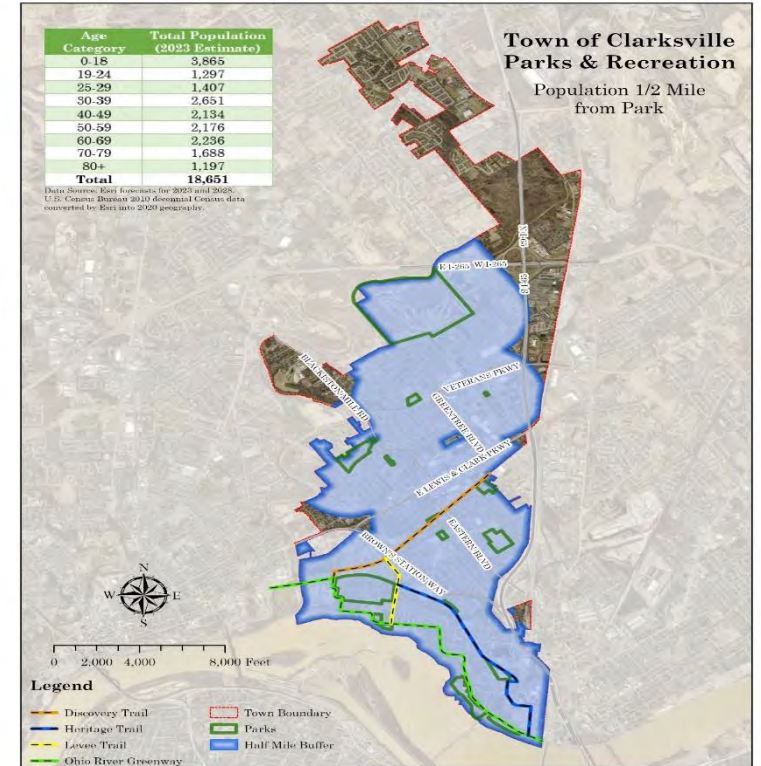 Town of Clarksville
Parks & Recreation
Population 1/2 Mile
from Park
Age Category Total Population (2023 Estimate)
0-18 3,865
19-24 1,297
25-29 1,407
30-39 2,651
40-49 2,134
50-59 2,176
60-69 2,236
70-79 1,688
80+ 1,197
Total 18,651
Data Source: Esri forecasts for 2023 and 2028.
U.S. Census Bureau 2010 decennial Census data
converted by Esri into 2020 geography.
E I-265 W I-265
VETERANS PKWY
BLACKISTON MILL RD
GREENTREE BLVD
E LEWIS & CLARK PKWY
EASTERN BLVD
BROWNS STATION WAY
N
W E
S
0 2,000 4,000 8,000 Feet
Legend
Discovery Trail
Heritage Trail
Levee Trail
Ohio River Greenway
Town Boundary
Parks
Half Mile Buffer